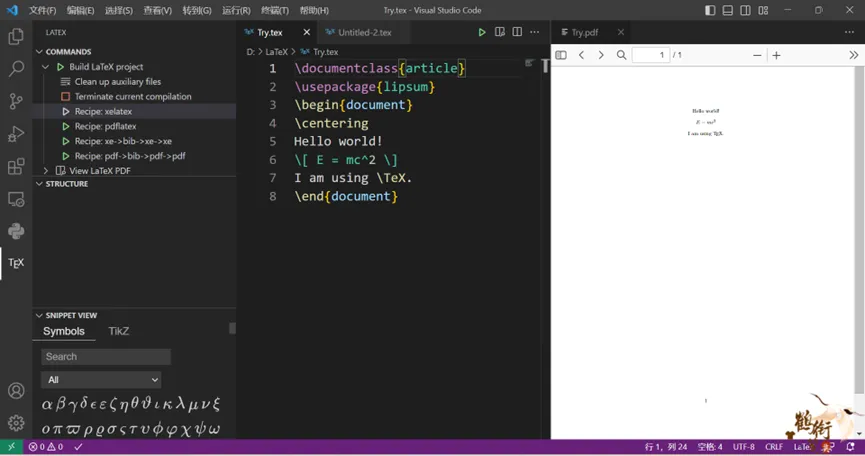 文件(F) 编辑(E) 选择(S) 查看(V) 转到(G) 运行(R) 终端(T) 帮助(H) Try.tex - Visual Studio Code
LATEX
COMMANDS
Build LaTeX project
Clean up auxiliary files
Terminate current compilation
Recipe: xelatex
Recipe: pdflatex
Recipe: xe->bib->xe->xe
Recipe: pdf->bib->pdf->pdf
View LaTeX PDF
STRUCTURE
SNIPPET VIEW
Symbols TikZ
Search
All
α β γ δ ϵ ε ζ η θ ϑ ι κ λ μ ν ξ
ο π ϖ ρ ϱ σ ς τ υ ϕ φ χ ψ ω
TEX
Try.tex Untitled-2.tex
D: > LaTeX > Try.tex
1 \documentclass{article}
2 \usepackage{lipsum}
3 \begin{document}
4 \centering
5 Hello world!
6 \[ E = mc^2 \]
7 I am using \TeX.
8 \end{document}
Try.pdf
1 / 1
Hello world!
E = mc²
I am using TEX.
1
鹤衔
0 0 行 1，列 24 空格: 4 UTF-8 CRLF LaTeX